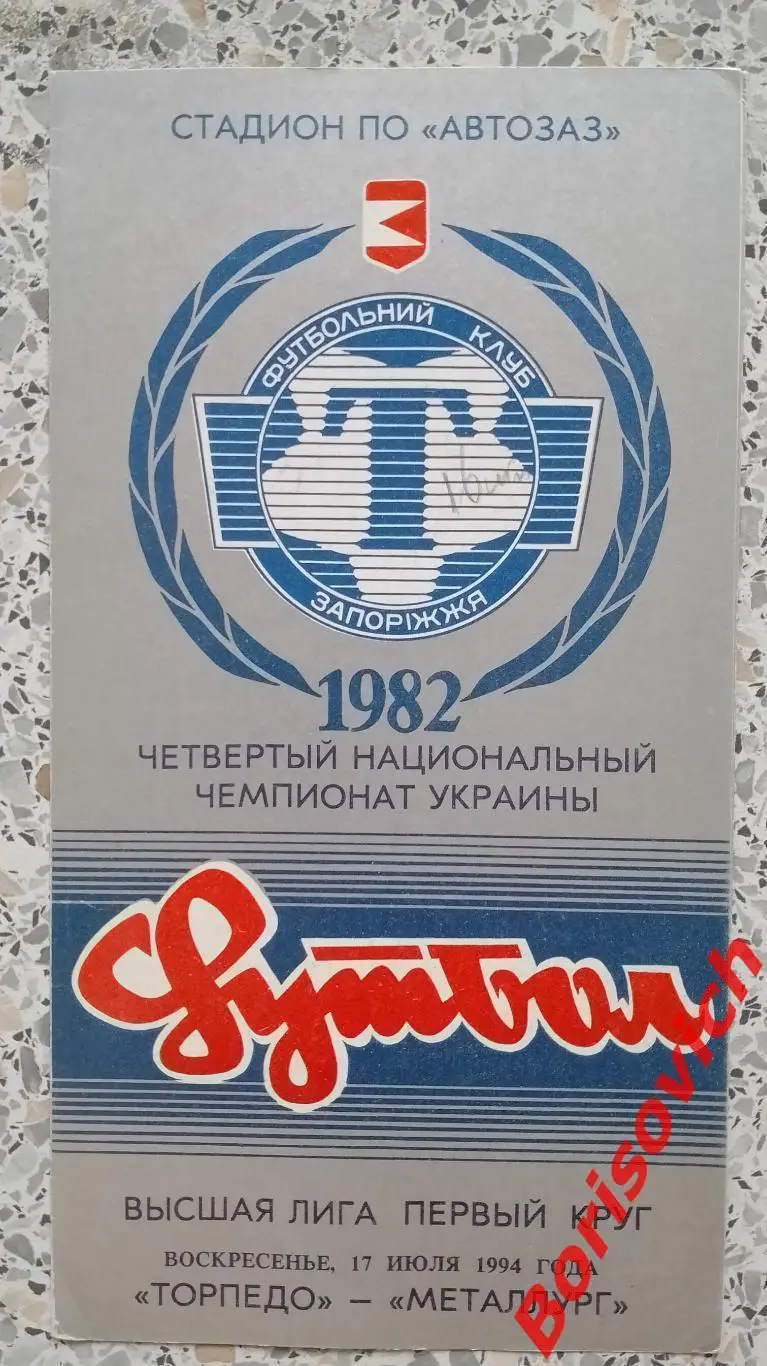 СТАДИОН ПО «АВТОЗАЗ»
ФУТБОЛЬНИЙ КЛУБ
Т
ЗАПОРІЖЖЯ
1982
ЧЕТВЕРТЫЙ НАЦИОНАЛЬНЫЙ
ЧЕМПИОНАТ УКРАИНЫ
Футбол
ВЫСШАЯ ЛИГА ПЕРВЫЙ КРУГ
ВОСКРЕСЕНЬЕ, 17 ИЮЛЯ 1994 ГОДА
«ТОРПЕДО» — «МЕТАЛЛУРГ»
Borisovich